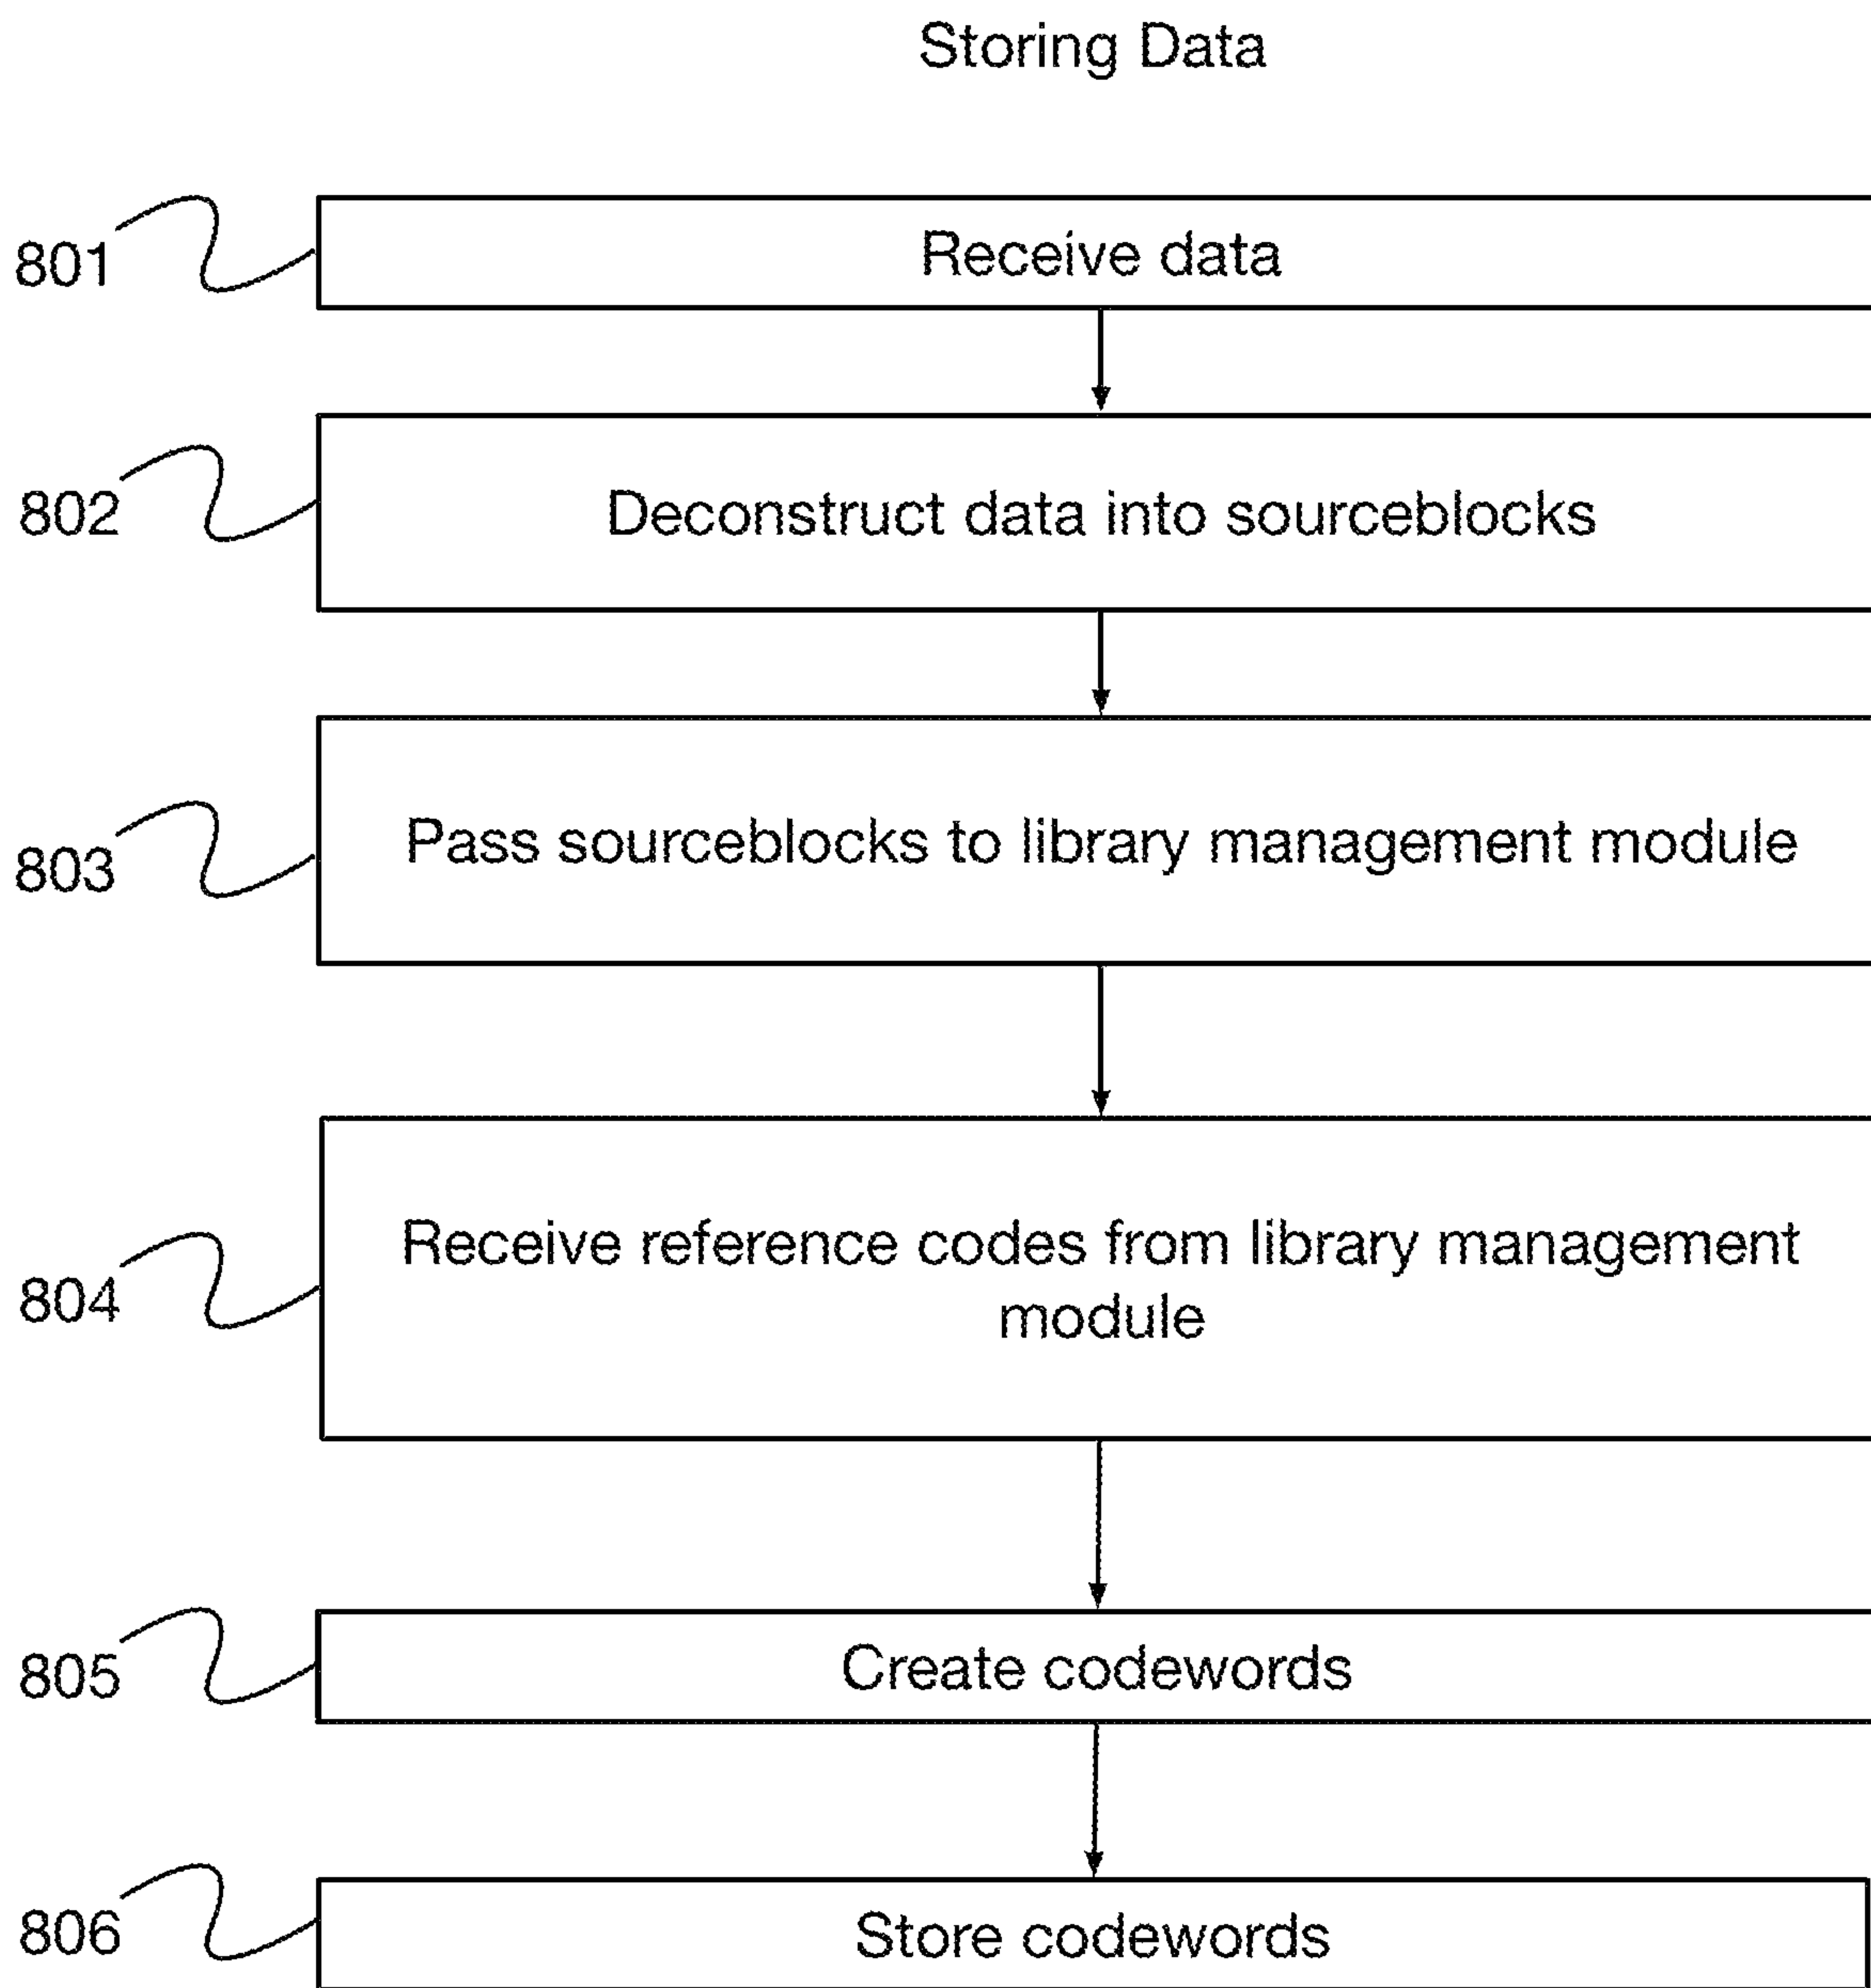 Storing Data
801
Receive data
802
Deconstruct data into sourceblocks
803
Pass sourceblocks to library management module
804
Receive reference codes from library management
module
805
Create codewords
806
Store codewords